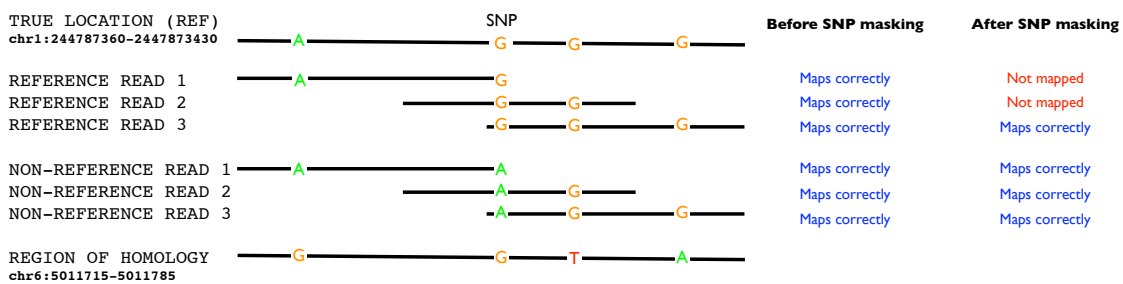 TRUE LOCATION (REF) SNP Before SNP masking After SNP masking
chr1:244787360-2447873430 A G G G
REFERENCE READ 1 A G Maps correctly Not mapped
REFERENCE READ 2 G G Maps correctly Not mapped
REFERENCE READ 3 G G G Maps correctly Maps correctly
NON-REFERENCE READ 1 A A Maps correctly Maps correctly
NON-REFERENCE READ 2 A G Maps correctly Maps correctly
NON-REFERENCE READ 3 A G G Maps correctly Maps correctly
REGION OF HOMOLOGY G G T A
chr6:5011715-5011785